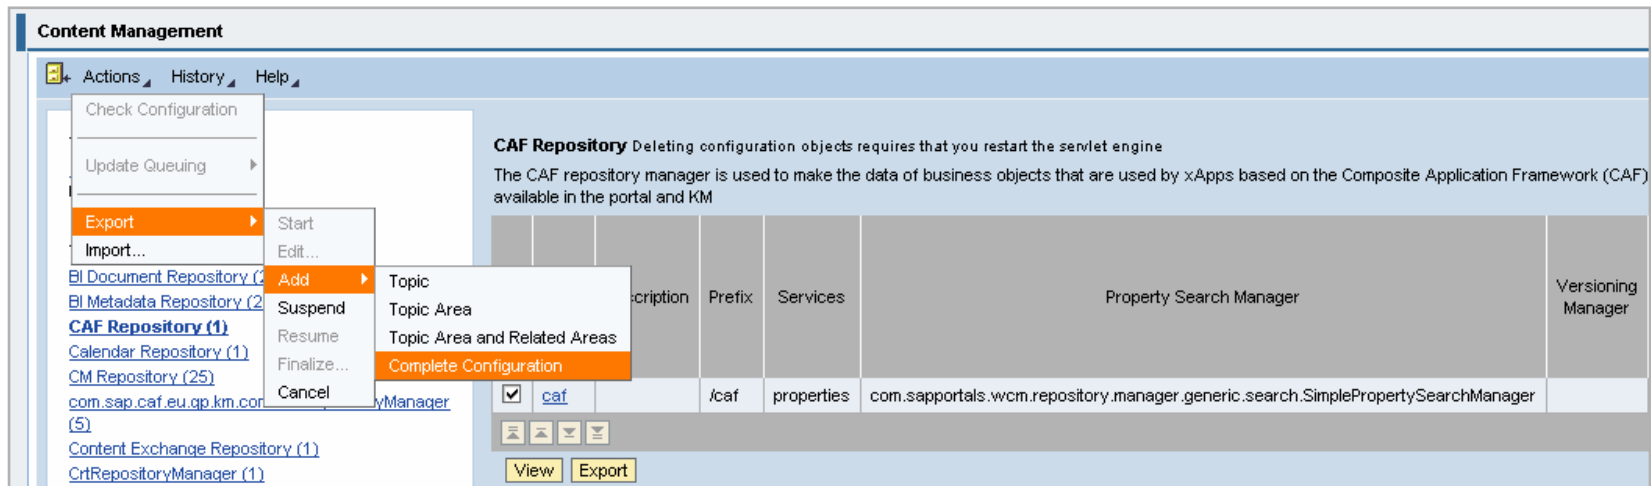 Content Management
Actions History Help
Check Configuration
Update Queuing
Export
Import...
Start
Edit...
Add
Suspend
Resume
Finalize...
Cancel
Topic
Topic Area
Topic Area and Related Areas
Complete Configuration
BI Document Repository (2
BI Metadata Repository (2
CAF Repository (1)
Calendar Repository (1)
CM Repository (25)
com.sap.caf.eu.gp.km.con yManager
(5)
Content Exchange Repository (1)
CrtRepositoryManager (1)
CAF Repository Deleting configuration objects requires that you restart the servlet engine
The CAF repository manager is used to make the data of business objects that are used by xApps based on the Composite Application Framework (CAF)
available in the portal and KM
cription Prefix Services Property Search Manager Versioning
Manager
caf /caf properties com.sapportals.wcm.repository.manager.generic.search.SimplePropertySearchManager
View Export